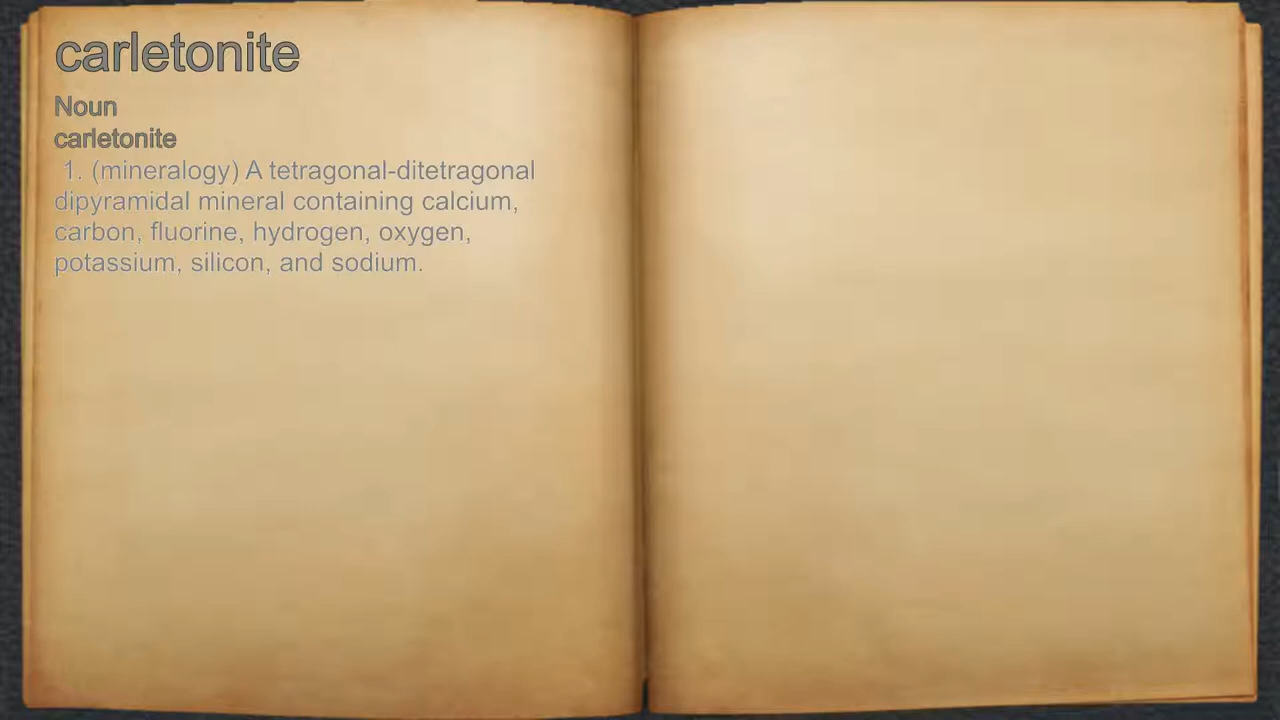 carletonite
Noun
carletonite
1. (mineralogy) A tetragonal-ditetragonal
dipyramidal mineral containing calcium,
carbon, fluorine, hydrogen, oxygen,
potassium, silicon, and sodium.